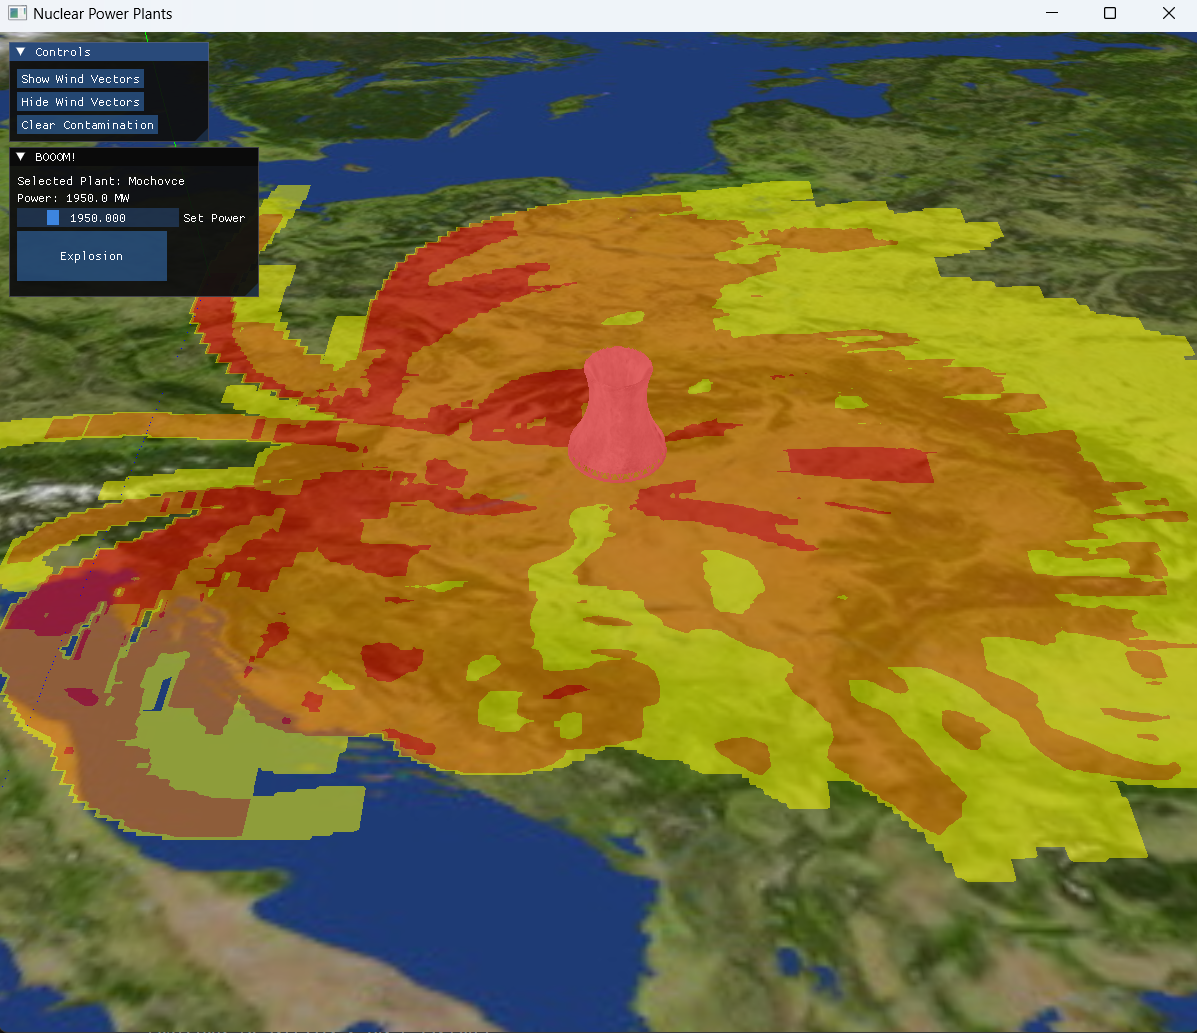 Nuclear Power Plants
Controls
Show Wind Vectors
Hide Wind Vectors
Clear Contamination
BOOOM!
Selected Plant: Mochovce
Power: 1950.0 MW
1950.000 Set Power
Explosion